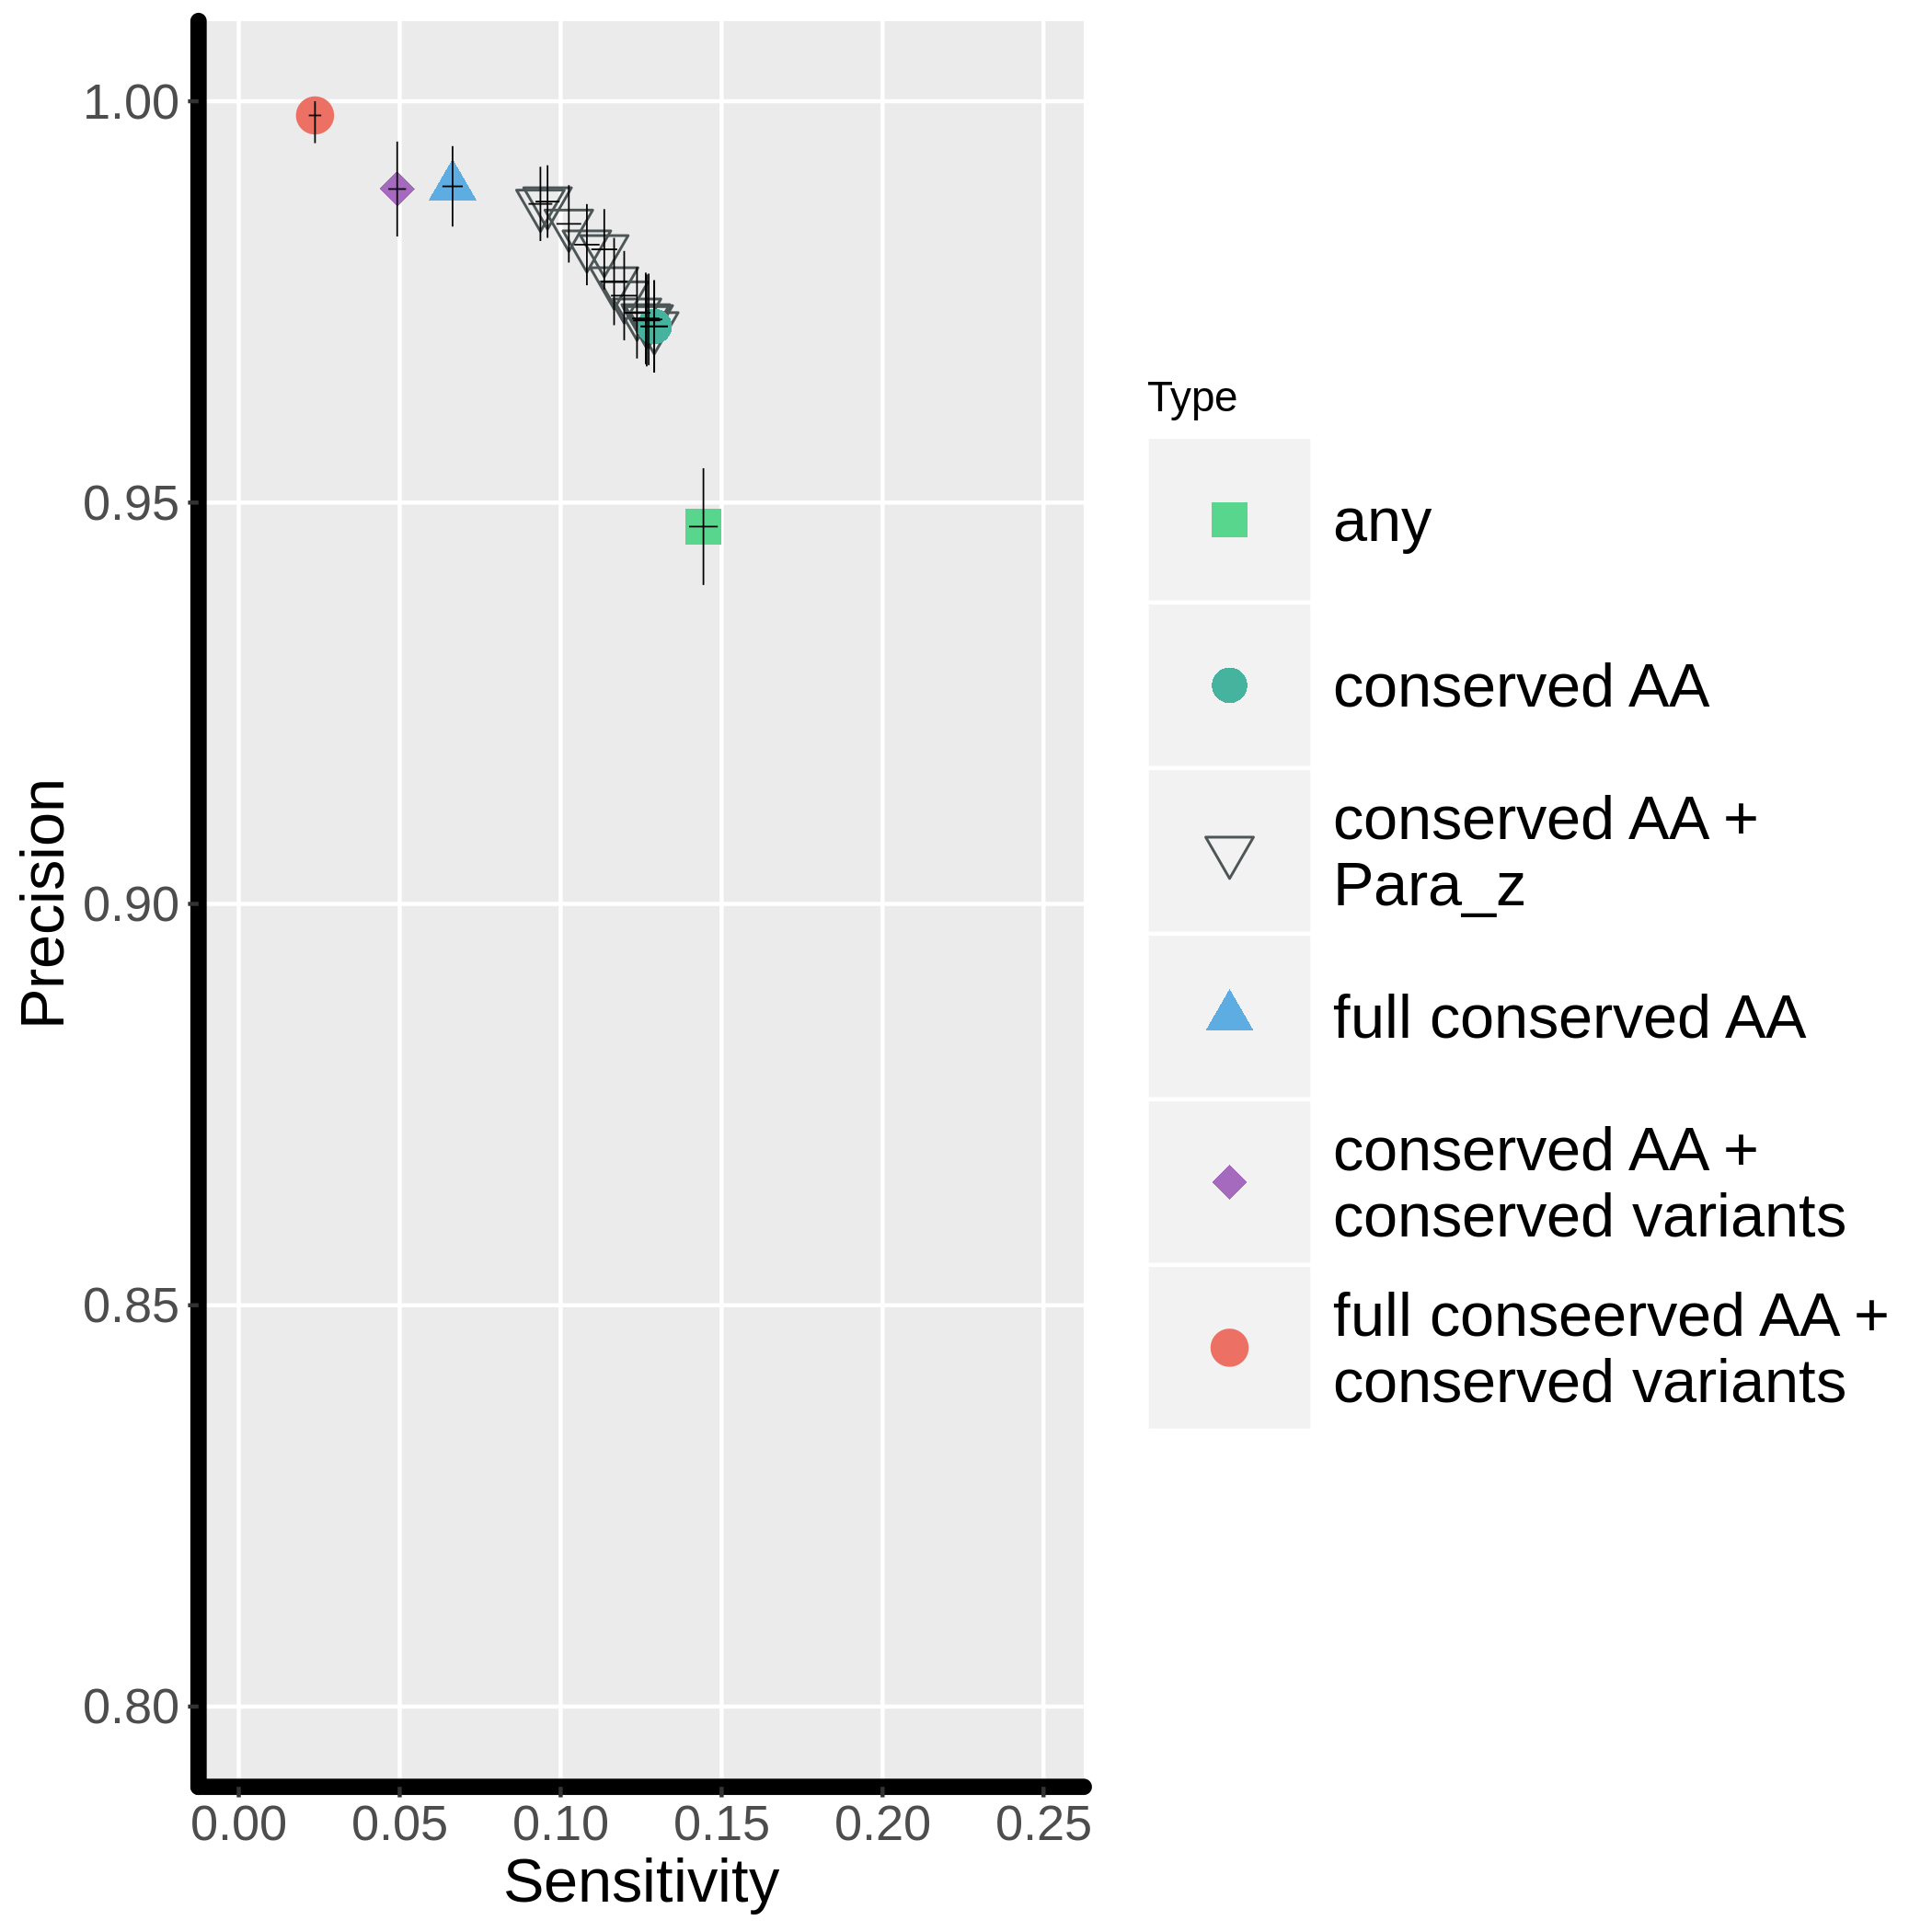 1.00
0.95
0.90
0.85
0.80
Precision
0.00 0.05 0.10 0.15 0.20 0.25
Sensitivity
Type
any
conserved AA
conserved AA +
Para_z
full conserved AA
conserved AA +
conserved variants
full conseerved AA +
conserved variants